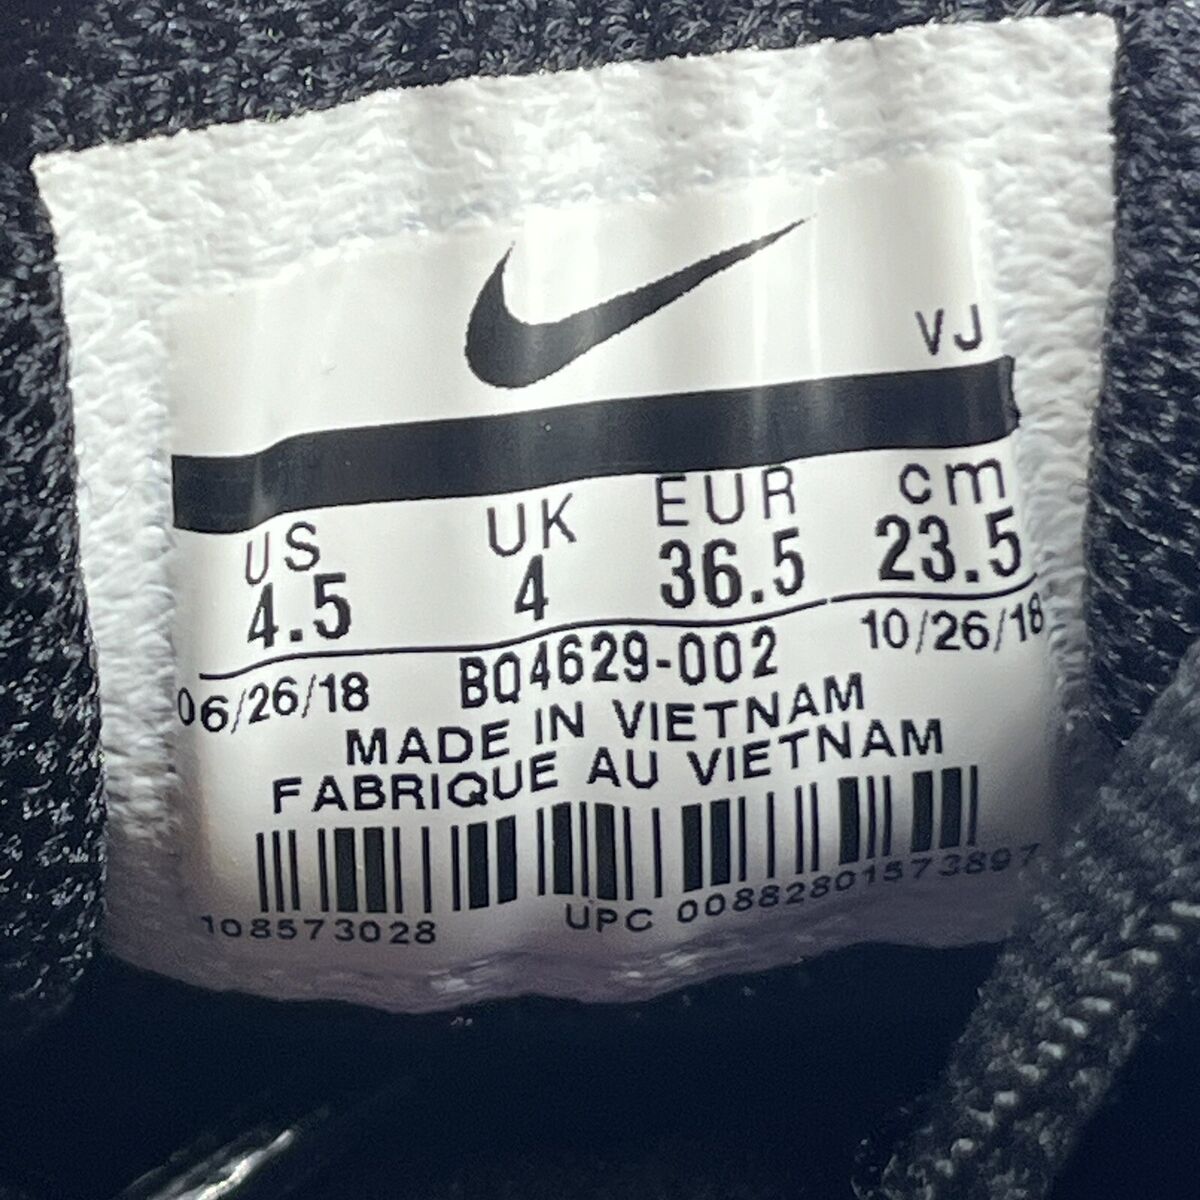 VJ
US UK EUR cm
4.5 4 36.5 23.5
06/26/18 BQ4629-002 10/26/18
MADE IN VIETNAM
FABRIQUE AU VIETNAM
108573028 UPC 00882801573897